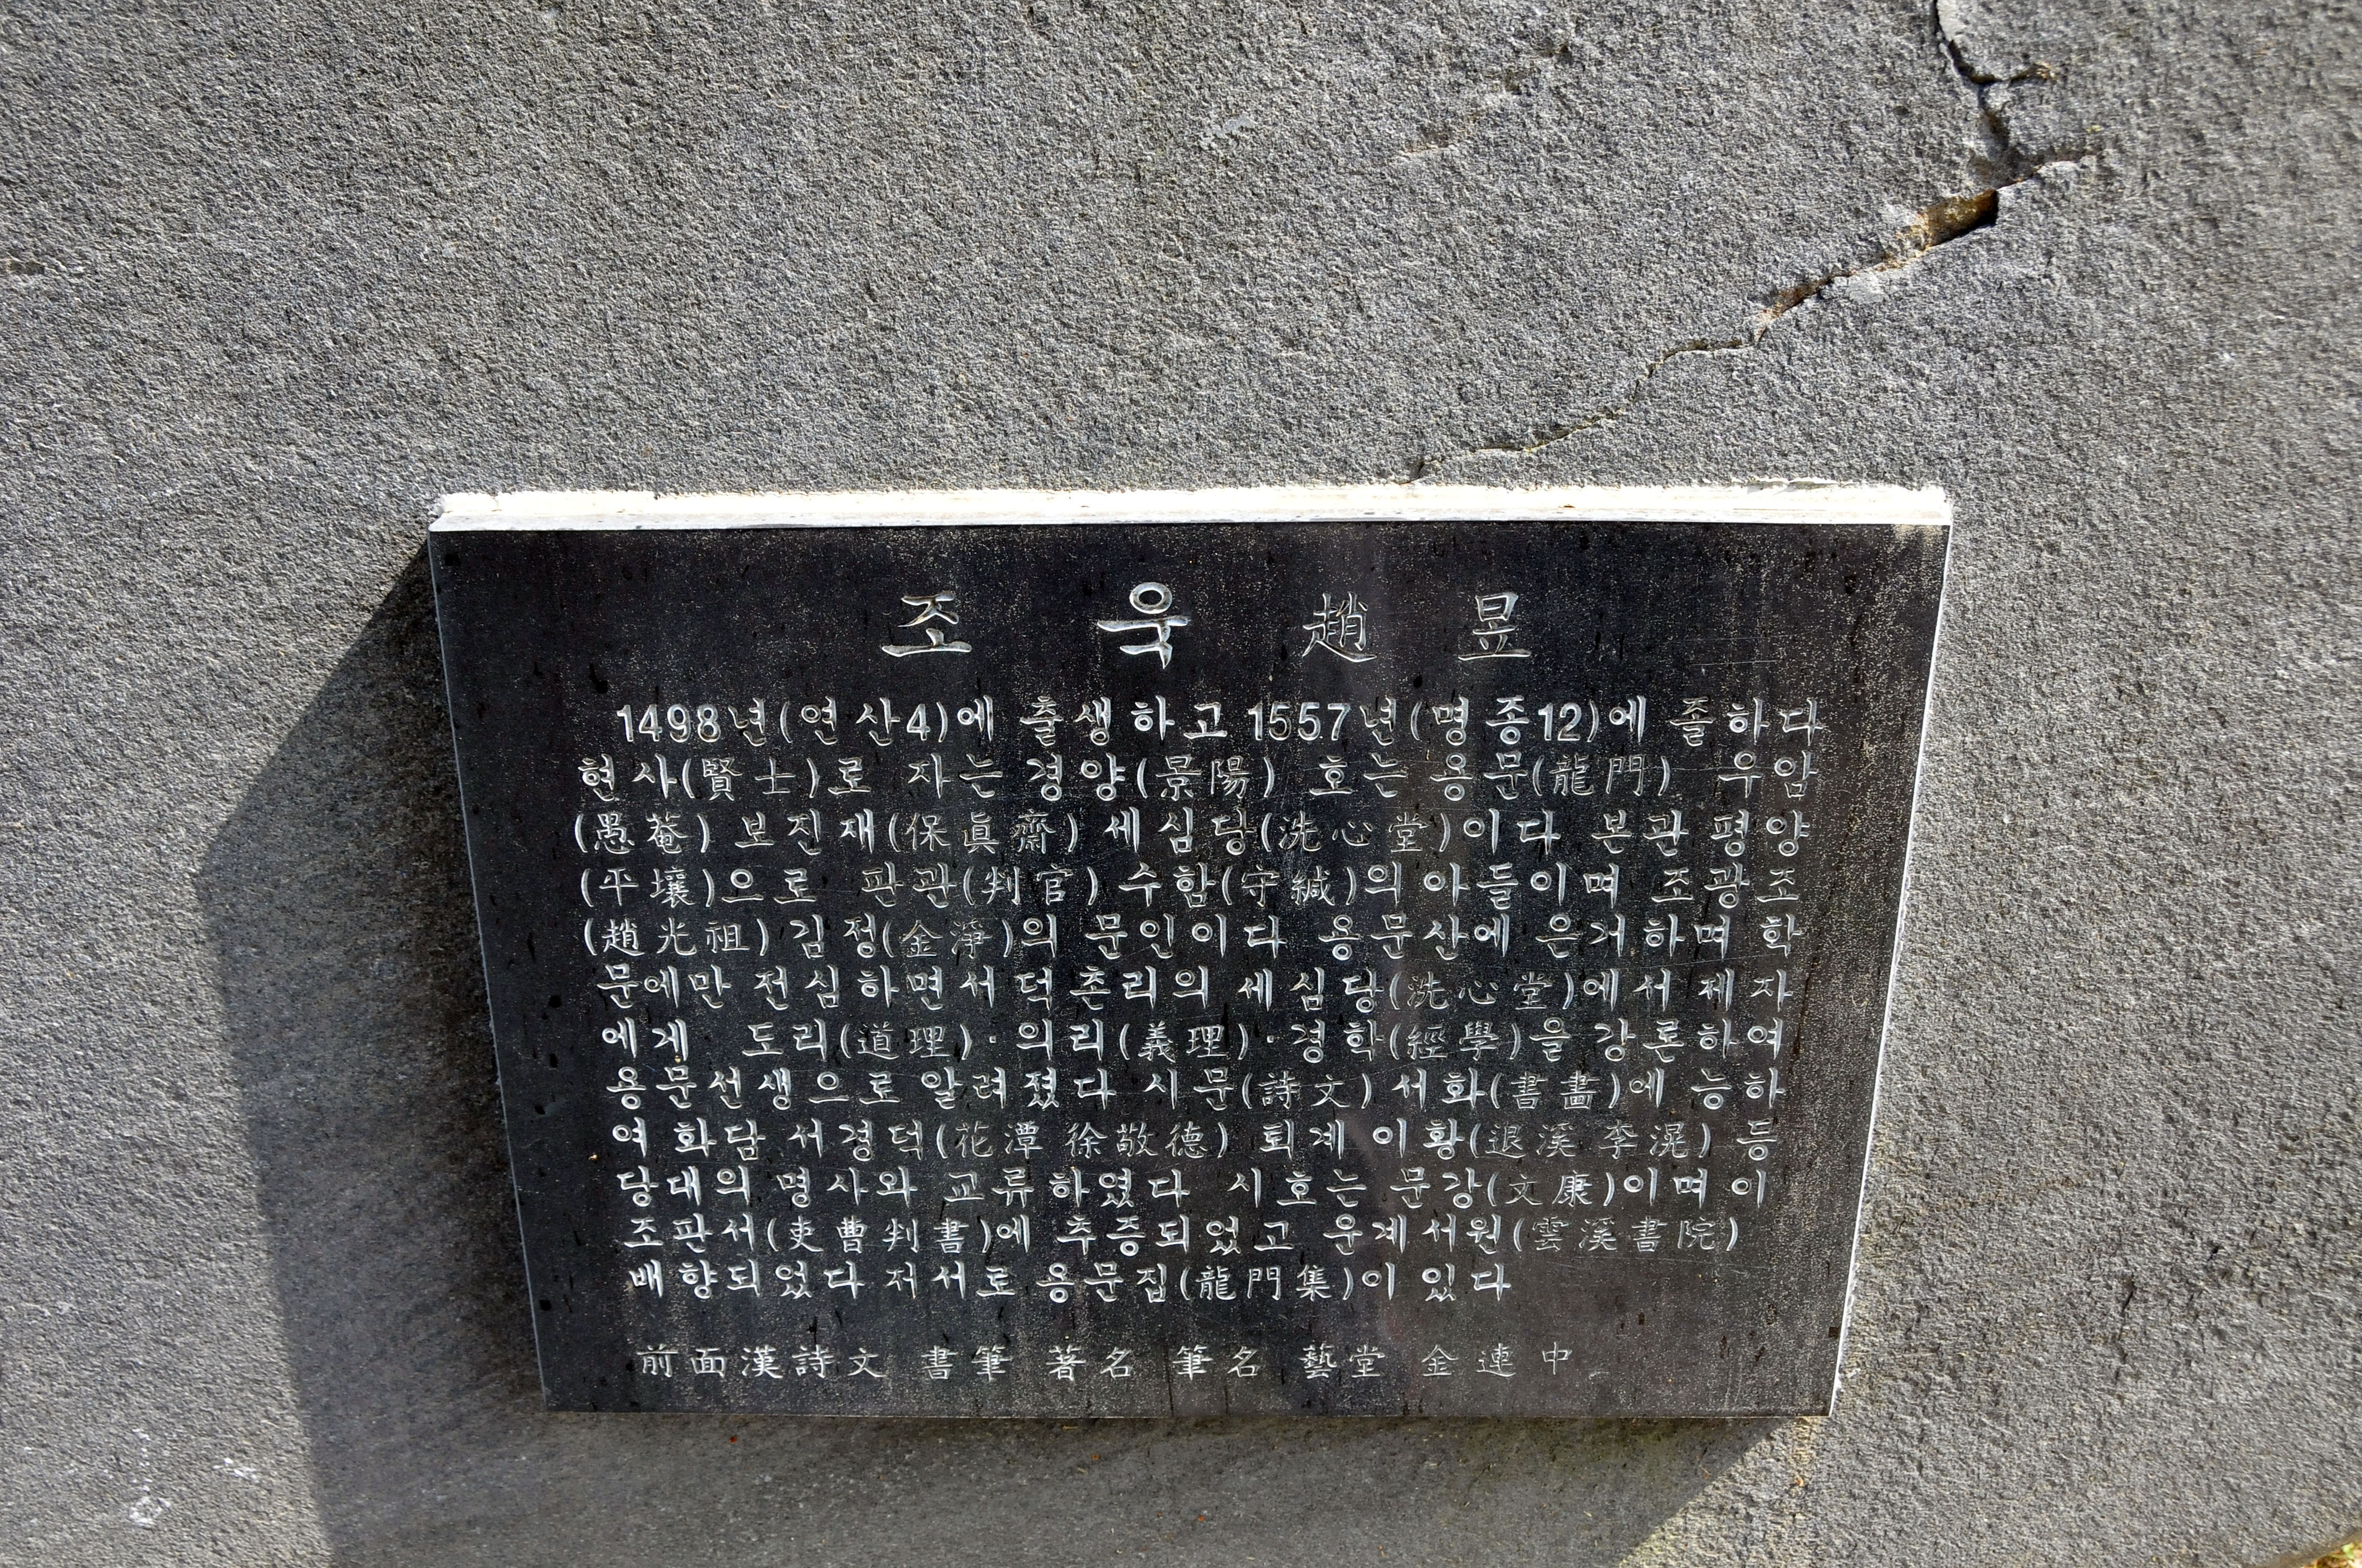 조 욱 趙 昱
1498년(연산4)에 출생하고 1557년(명종12)에 졸하다
현사(賢士)로 자는 경양(景陽) 호는 용문(龍門) 우암
(愚菴) 보진재(保眞齋) 세심당(洗心堂)이다 본관 평양
(平壤)으로 판관(判官) 수함(守緘)의 아들이며 조광조
(趙光祖) 김정(金淨)의 문인이다 용문산에 은거하며 학
문에만 전심하면서 덕촌리의 세심당(洗心堂)에서 제자
에게 도리(道理)·의리(義理)·경학(經學)을 강론하여
용문선생으로 알려졌다 시문(詩文) 서화(書畵)에 능하
여 화담 서경덕(花潭 徐敬德) 퇴계 이황(退溪 李滉) 등
당대의 명사와 교류하였다 시호는 문강(文康)이며 이
조판서(吏曹判書)에 추증되었고 운계서원(雲溪書院)
배향되었다 저서로 용문집(龍門集)이 있다
前面漢詩文 書筆 著名 筆名 藝堂 金連中